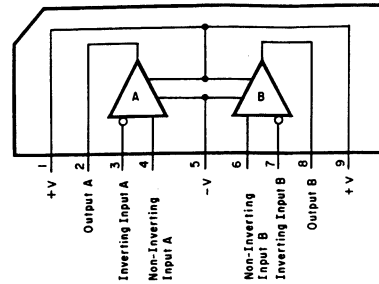 A
B
1
2
3
4
5
6
7
8
9
+V
Output A
Inverting Input A
Non-Inverting
Input A
-V
Non-Inverting
Input B
Inverting Input B
Output B
+V